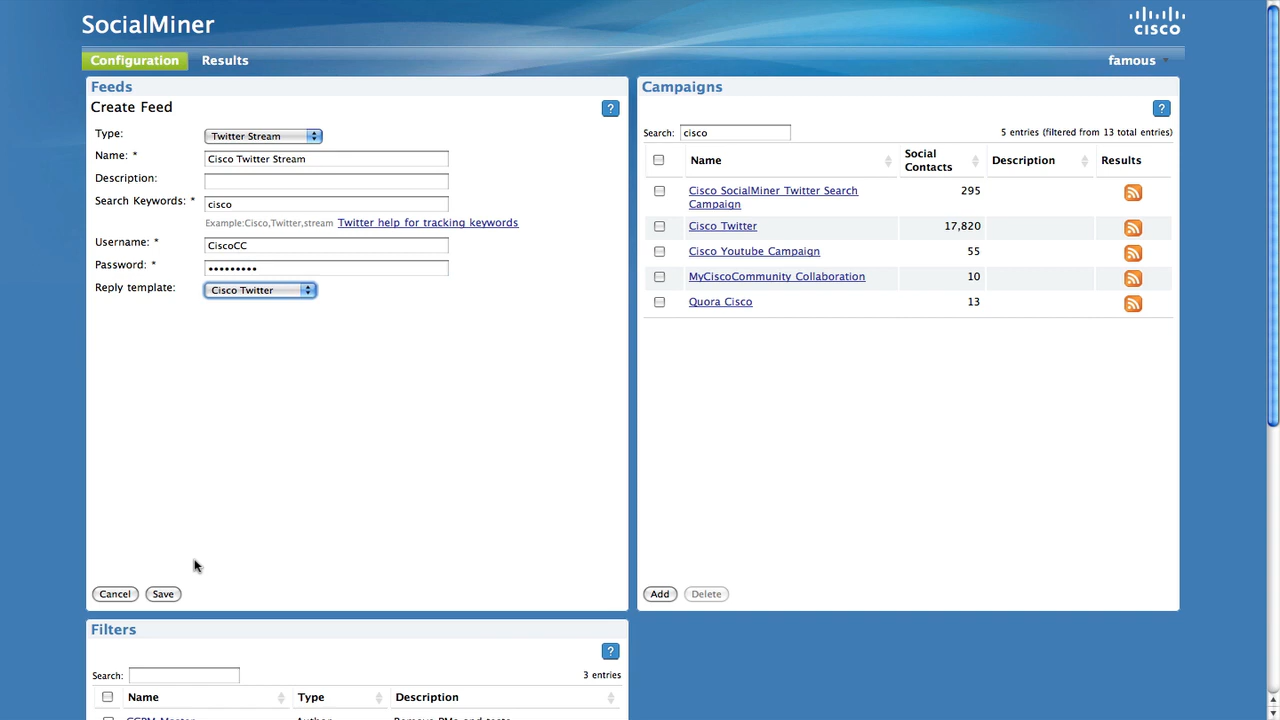 SocialMiner
cisco
Configuration Results famous
Feeds
Create Feed
Type: Twitter Stream
Name: * Cisco Twitter Stream
Description:
Search Keywords: * cisco
Example:Cisco,Twitter,stream Twitter help for tracking keywords
Username: * CiscoCC
Password: * •••••••••
Reply template: Cisco Twitter
Cancel Save
Campaigns
?
?
Search: cisco 5 entries (filtered from 13 total entries)
Name Social Contacts Description Results
Cisco SocialMiner Twitter Search 295
Campaign
Cisco Twitter 17,820
Cisco Youtube Campaign 55
MyCiscoCommunity Collaboration 10
Quora Cisco 13
Add Delete
Filters
?
Search: 3 entries
Name Type Description